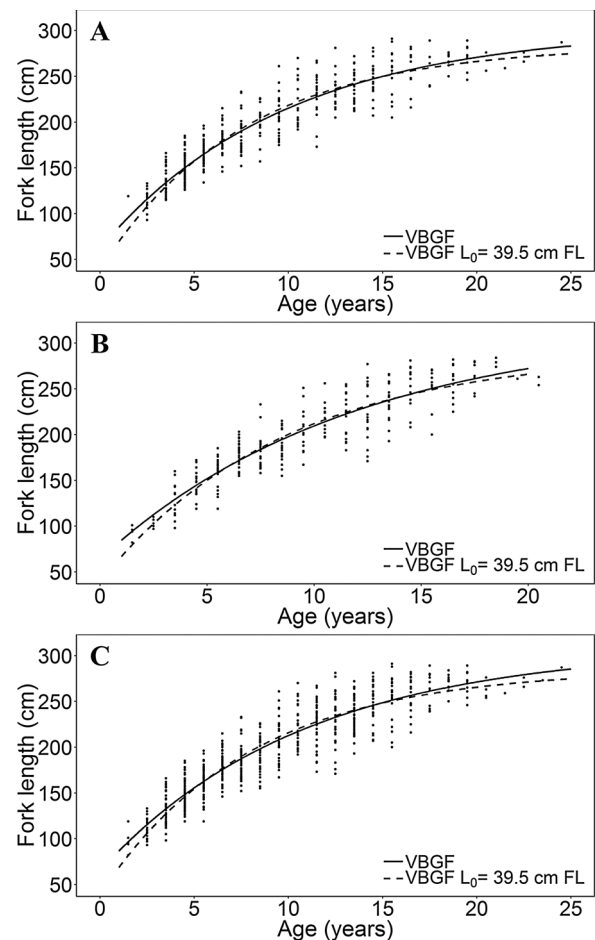 A
300
250
200
150
100
50
Fork length (cm)
VBGF
VBGF L₀= 39.5 cm FL
0 5 10 15 20 25
Age (years)
B
300
250
200
150
100
50
Fork length (cm)
VBGF
VBGF L₀= 39.5 cm FL
0 5 10 15 20
Age (years)
C
300
250
200
150
100
50
Fork length (cm)
VBGF
VBGF L₀= 39.5 cm FL
0 5 10 15 20 25
Age (years)